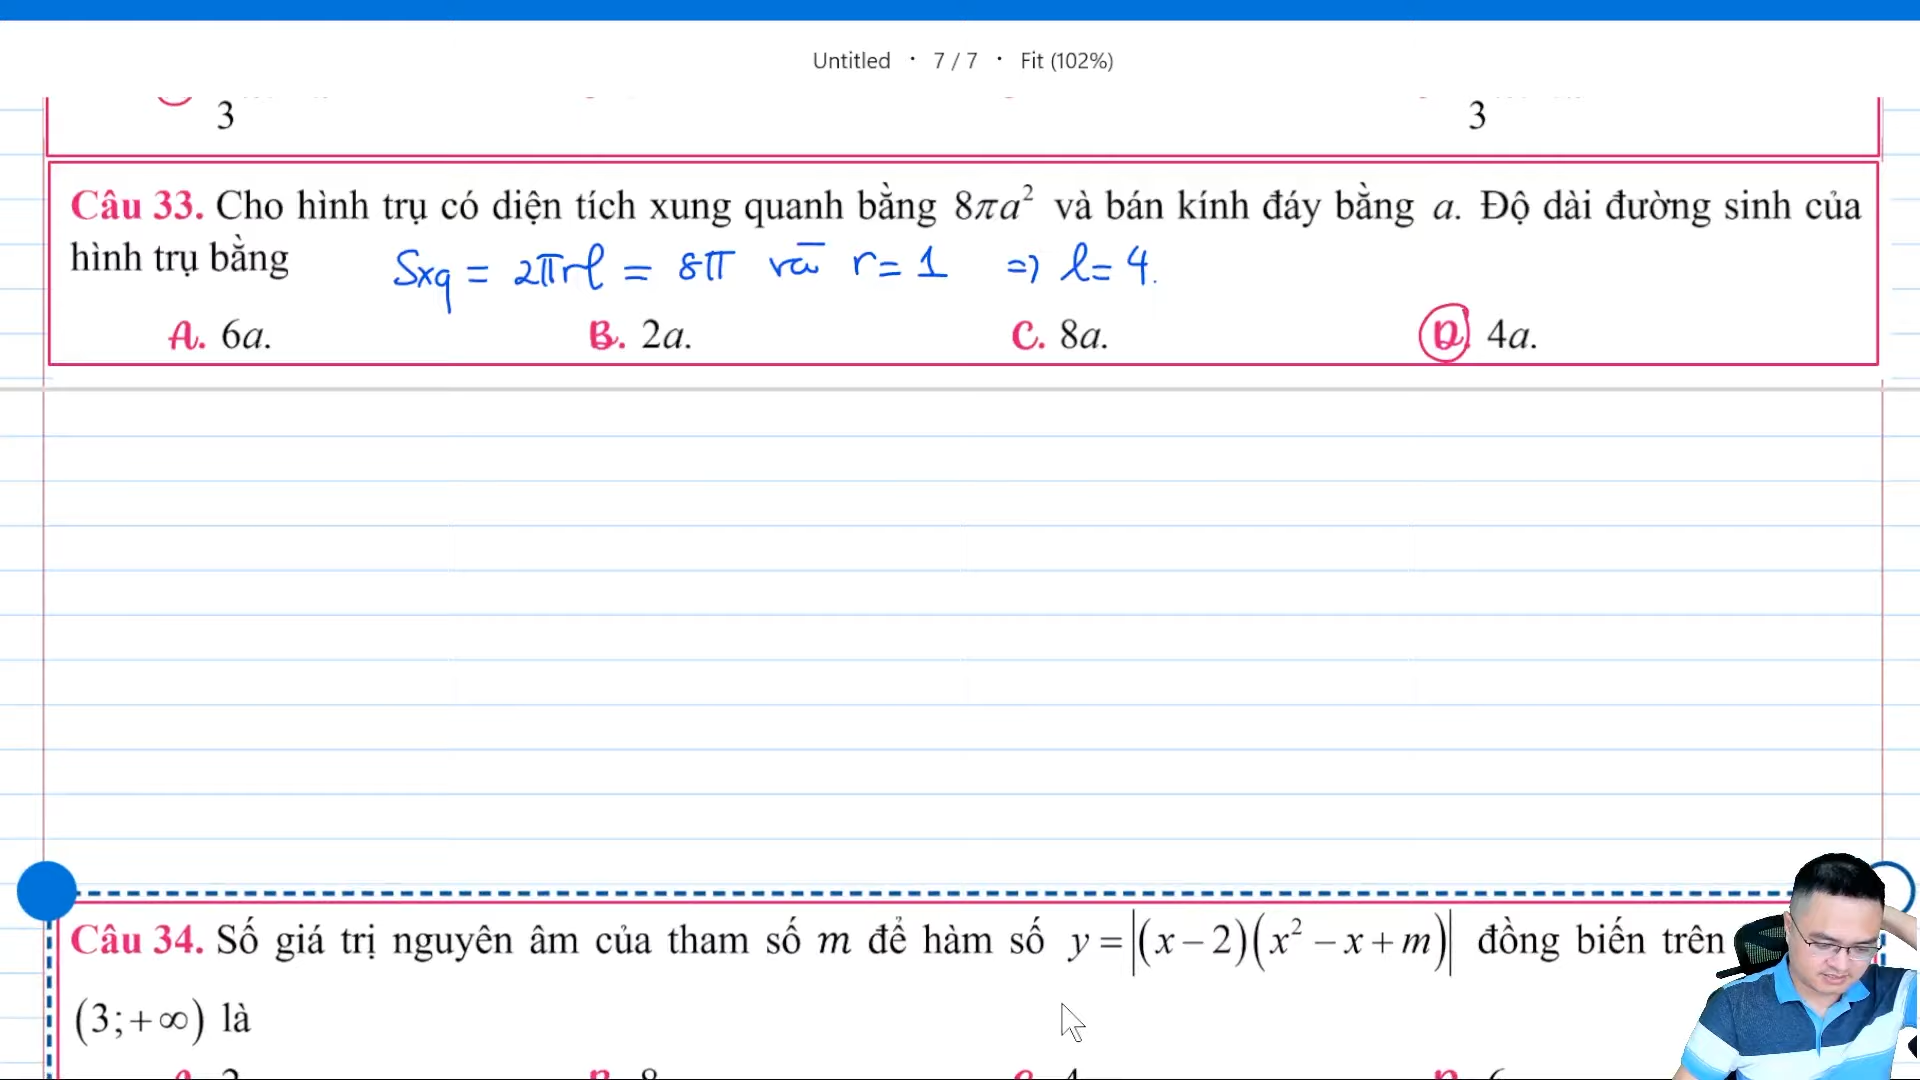 Untitled · 7 / 7 · Fit (102%)
3 3
Câu 33. Cho hình trụ có diện tích xung quanh bằng 8πa² và bán kính đáy bằng a. Độ dài đường sinh của
hình trụ bằng Sxq = 2πrl = 8π và r = 1 => l = 4.
A. 6a. B. 2a. C. 8a. D. 4a.
Câu 34. Số giá trị nguyên âm của tham số m để hàm số y = |(x − 2)(x² − x + m)| đồng biến trên
(3; +∞) là